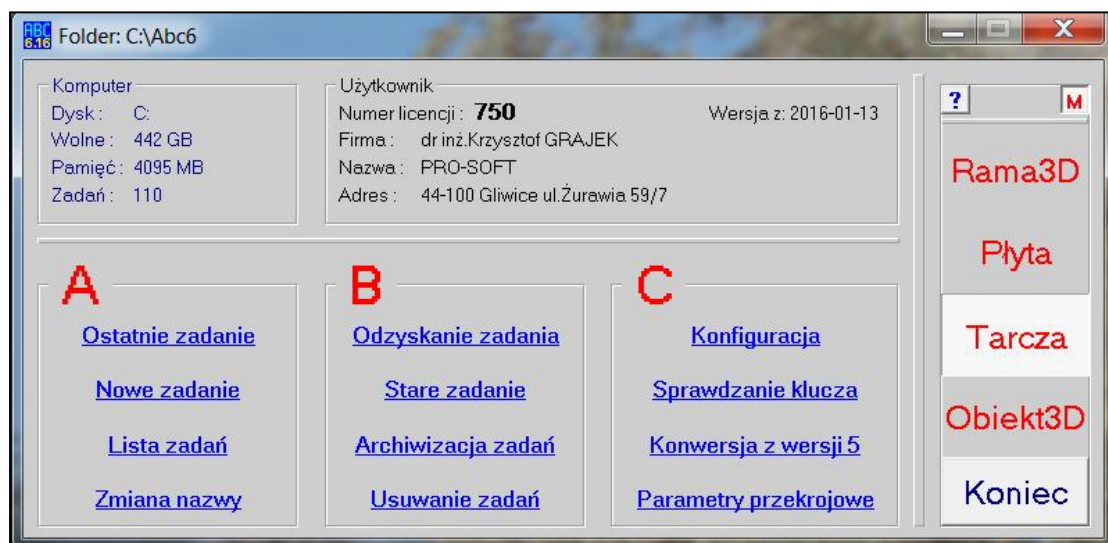 ABC 6.16 Folder: C:\Abc6
Komputer
Dysk : C:
Wolne : 442 GB
Pamięć : 4095 MB
Zadań : 110
Użytkownik
Numer licencji : 750 Wersja z: 2016-01-13
Firma : dr inż.Krzysztof GRAJEK
Nazwa : PRO-SOFT
Adres : 44-100 Gliwice ul.Żurawia 59/7
? M
Rama3D
Płyta
Tarcza
Obiekt3D
Koniec
A
Ostatnie zadanie
Nowe zadanie
Lista zadań
Zmiana nazwy
B
Odzyskanie zadania
Stare zadanie
Archiwizacja zadań
Usuwanie zadań
C
Konfiguracja
Sprawdzanie klucza
Konwersja z wersji 5
Parametry przekrojowe